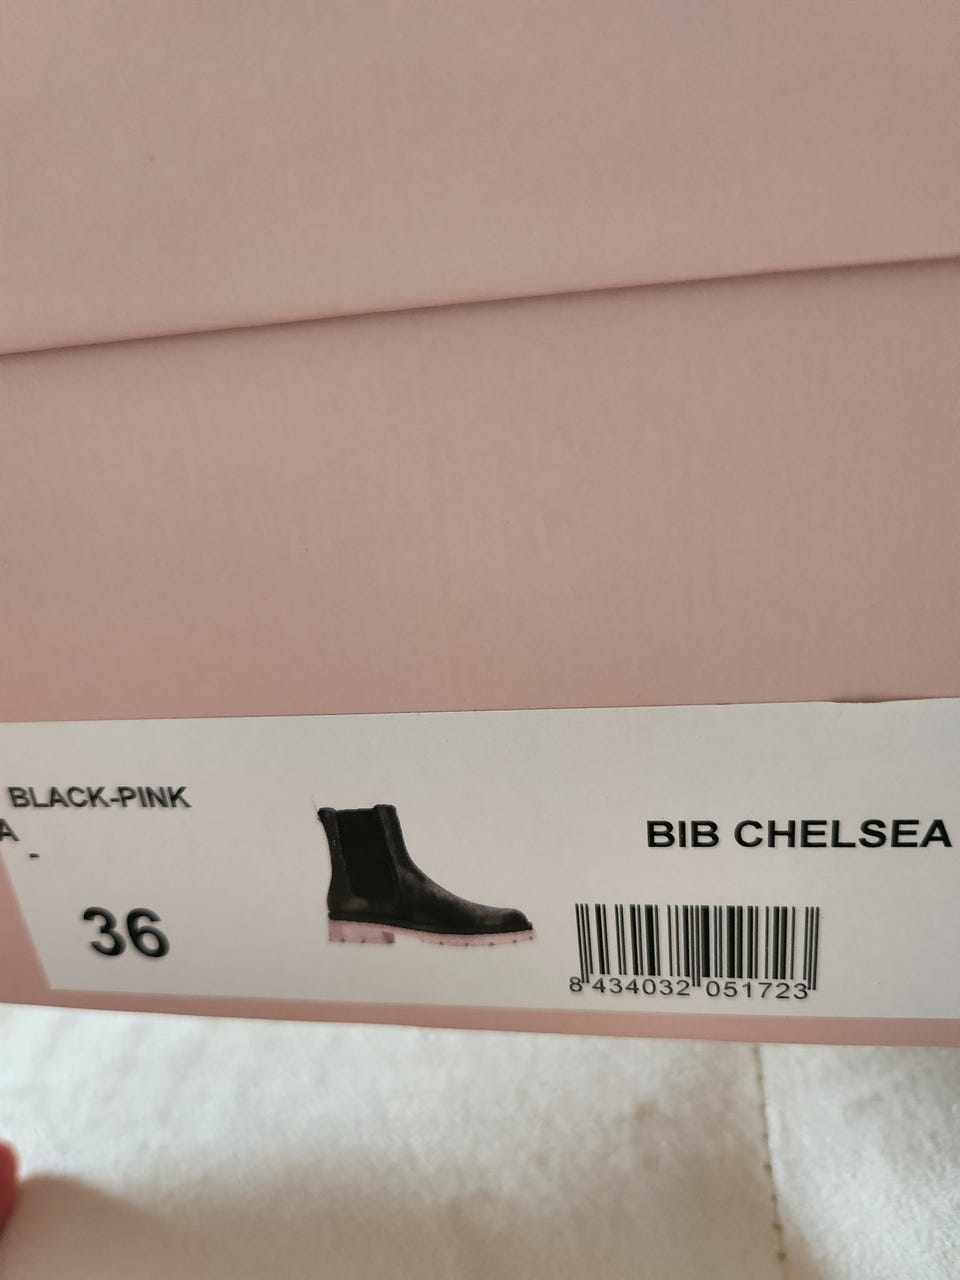 BLACK-PINK
A
-
36
BIB CHELSEA
8 434032 051723